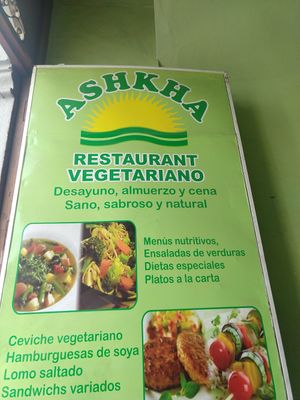 ASHKHA
RESTAURANT
VEGETARIANO
Desayuno, almuerzo y cena
Sano, sabroso y natural
Menús nutritivos,
Ensaladas de verduras
Dietas especiales
Platos a la carta
Ceviche vegetariano
Hamburguesas de soya
Lomo saltado
Sandwichs variados